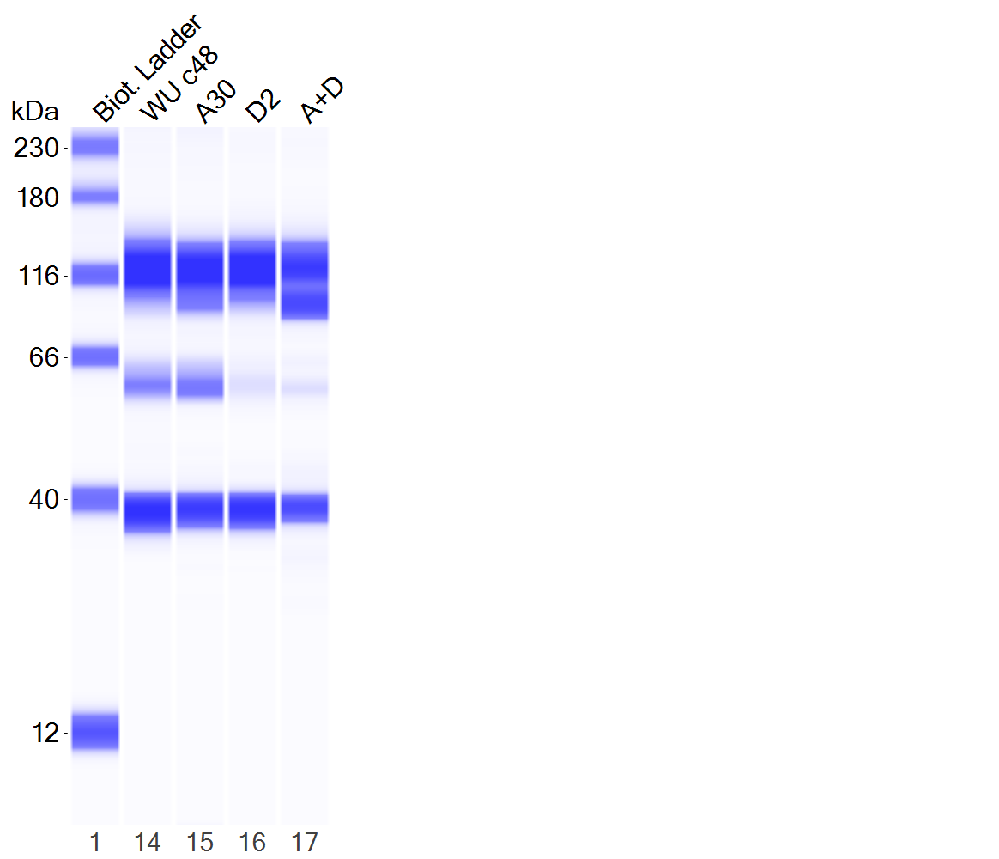 kDa
Biot. Ladder
WU c48
A30
D2
A+D
230
180
116
66
40
12
1 14 15 16 17